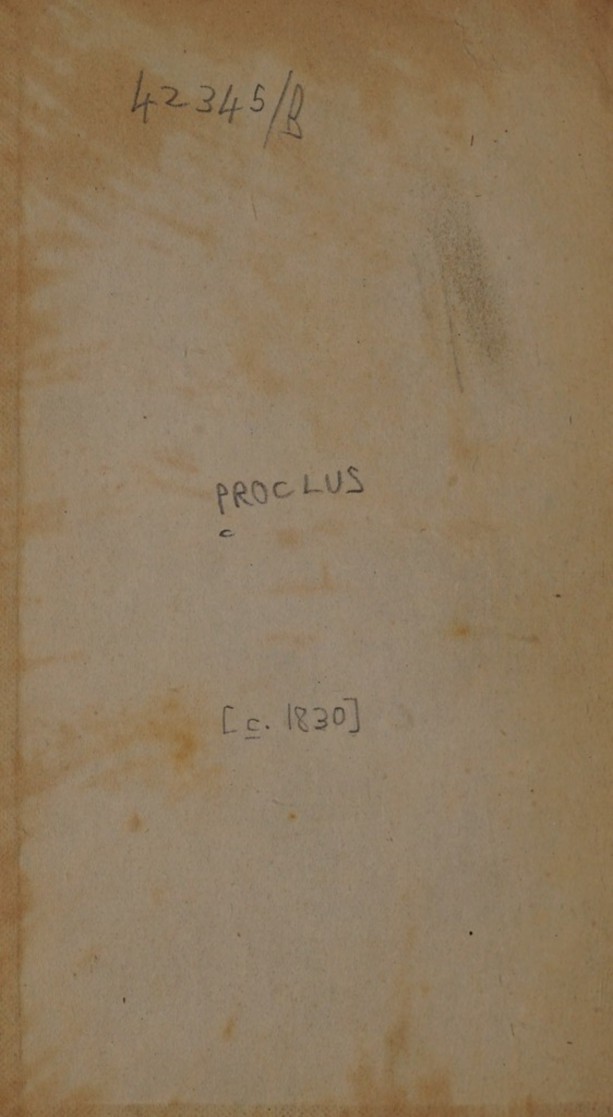 42345/B
PROCLUS
c
[c. 1830]